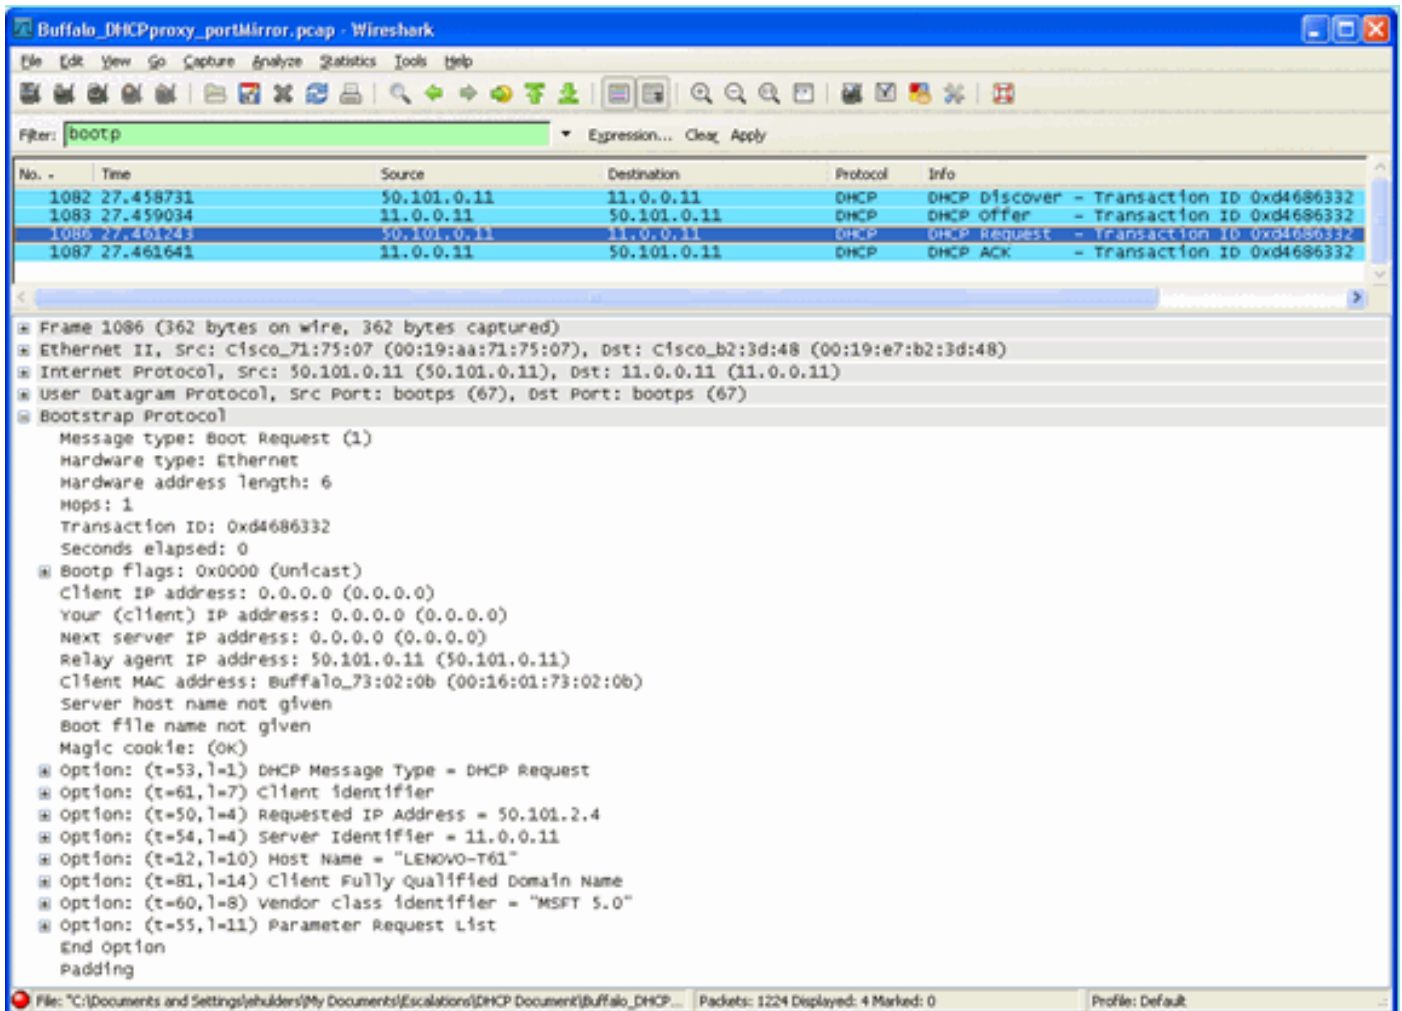 Buffalo_DHCPproxy_portMirror.pcap - Wireshark
File Edit View Go Capture Analyze Statistics Tools Help
Filter: bootp Expression... Clear Apply
No. - Time Source Destination Protocol Info
1082 27.458731 50.101.0.11 11.0.0.11 DHCP DHCP Discover - Transaction ID 0xd4686332
1083 27.459034 11.0.0.11 50.101.0.11 DHCP DHCP Offer - Transaction ID 0xd4686332
1086 27.461243 50.101.0.11 11.0.0.11 DHCP DHCP Request - Transaction ID 0xd4686332
1087 27.461641 11.0.0.11 50.101.0.11 DHCP DHCP ACK - Transaction ID 0xd4686332
Frame 1086 (362 bytes on wire, 362 bytes captured)
Ethernet II, Src: Cisco_71:75:07 (00:19:aa:71:75:07), Dst: Cisco_b2:3d:48 (00:19:e7:b2:3d:48)
Internet Protocol, Src: 50.101.0.11 (50.101.0.11), Dst: 11.0.0.11 (11.0.0.11)
User Datagram Protocol, Src Port: bootps (67), Dst Port: bootps (67)
Bootstrap Protocol
Message type: Boot Request (1)
Hardware type: Ethernet
Hardware address length: 6
Hops: 1
Transaction ID: 0xd4686332
Seconds elapsed: 0
Bootp flags: 0x0000 (Unicast)
Client IP address: 0.0.0.0 (0.0.0.0)
Your (client) IP address: 0.0.0.0 (0.0.0.0)
Next server IP address: 0.0.0.0 (0.0.0.0)
Relay agent IP address: 50.101.0.11 (50.101.0.11)
Client MAC address: Buffalo_73:02:0b (00:16:01:73:02:0b)
Server host name not given
Boot file name not given
Magic cookie: (OK)
Option: (t=53,l=1) DHCP Message Type = DHCP Request
Option: (t=61,l=7) Client identifier
Option: (t=50,l=4) Requested IP Address = 50.101.2.4
Option: (t=54,l=4) Server Identifier = 11.0.0.11
Option: (t=12,l=10) Host Name = "LENOVO-T61"
Option: (t=81,l=14) Client Fully Qualified Domain Name
Option: (t=60,l=8) Vendor class identifier = "MSFT 5.0"
Option: (t=55,l=11) Parameter Request List
End Option
Padding
File: "C:\Documents and Settings\ehulders\My Documents\Escalations\DHCP Document\Buffalo_DHCP... Packets: 1224 Displayed: 4 Marked: 0 Profile: Default